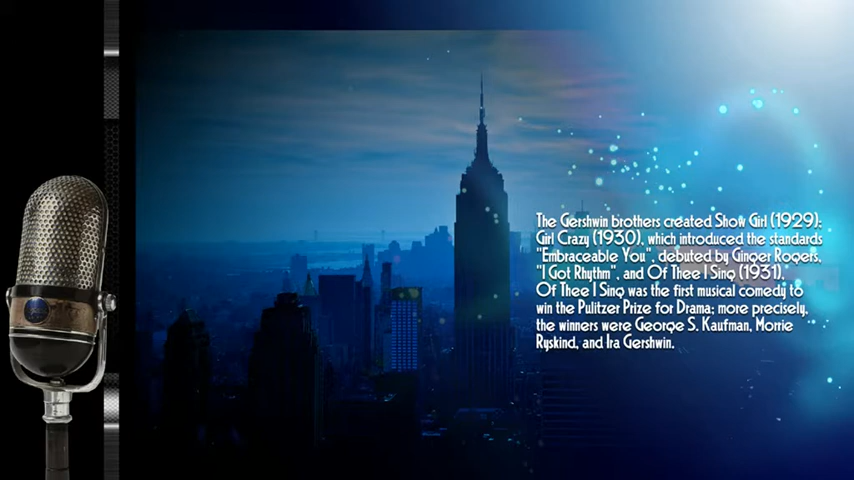 The Gershwin brothers created Show Girl (1929);
Girl Crazy (1930), which introduced the standards
"Embraceable You", debuted by Ginger Rogers,
"I Got Rhythm", and Of Thee I Sing (1931).
Of Thee I Sing was the first musical comedy to
win the Pulitzer Prize for Drama; more precisely,
the winners were George S. Kaufman, Morrie
Ryskind, and Ira Gershwin.